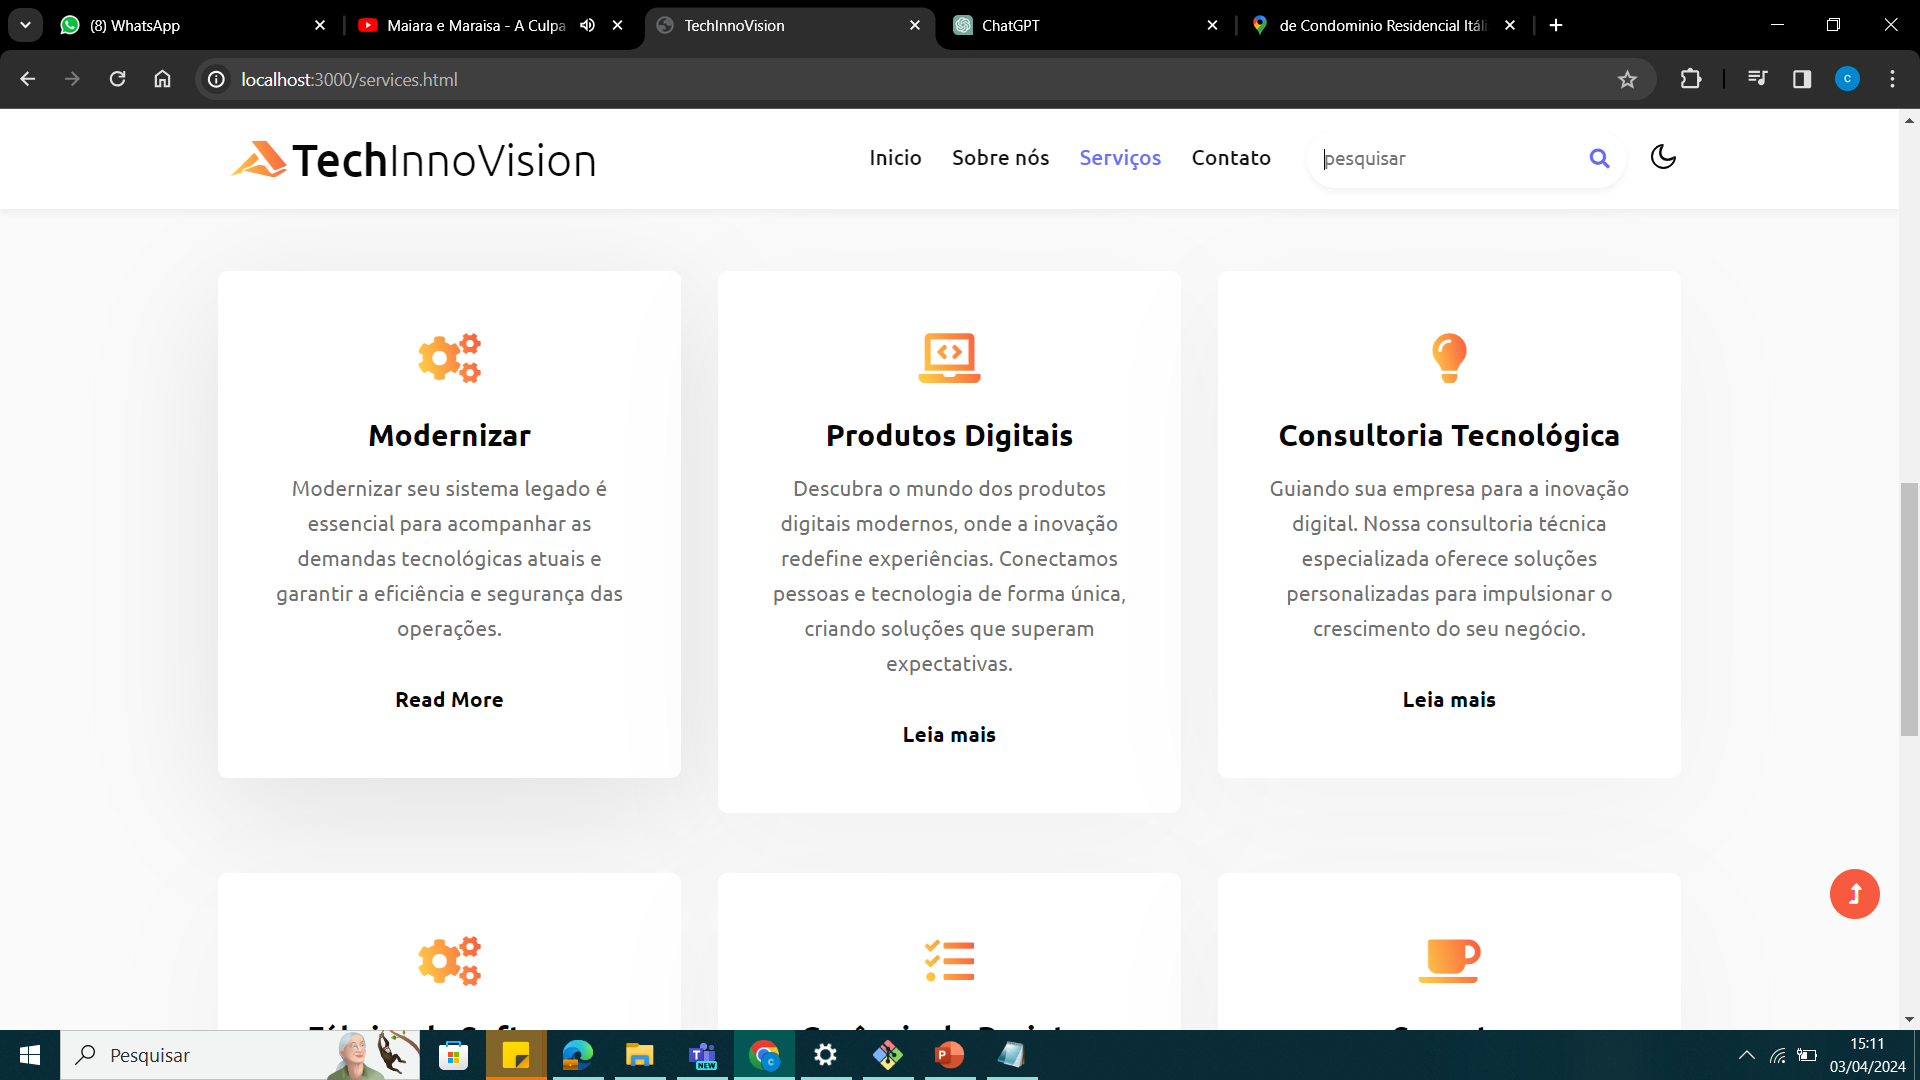 (8) WhatsApp
Maiara e Maraisa - A Culpa
TechInnoVision
ChatGPT
de Condominio Residencial Itáli
localhost:3000/services.html
C
TechInnoVision
Inicio
Sobre nós
Serviços
Contato
pesquisar
Modernizar
Modernizar seu sistema legado é
essencial para acompanhar as
demandas tecnológicas atuais e
garantir a eficiência e segurança das
operações.
Read More
Produtos Digitais
Descubra o mundo dos produtos
digitais modernos, onde a inovação
redefine experiências. Conectamos
pessoas e tecnologia de forma única,
criando soluções que superam
expectativas.
Leia mais
Consultoria Tecnológica
Guiando sua empresa para a inovação
digital. Nossa consultoria técnica
especializada oferece soluções
personalizadas para impulsionar o
crescimento do seu negócio.
Leia mais
Pesquisar
NEW
15:11
03/04/2024